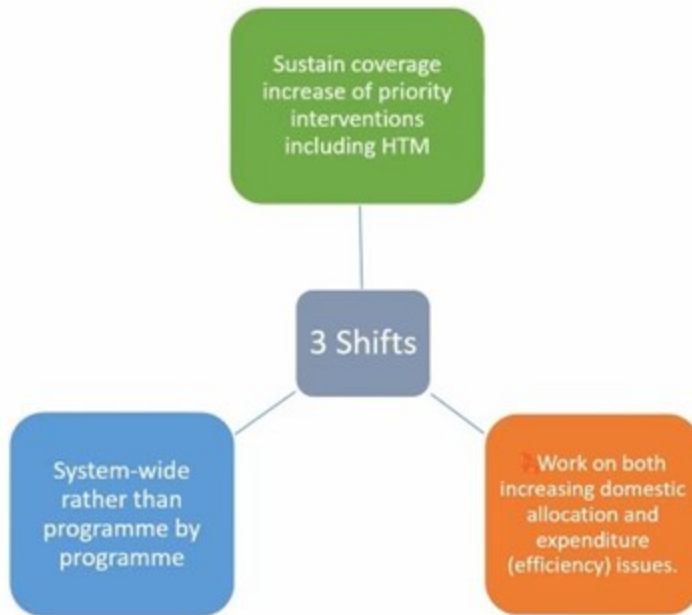 Sustain coverage
increase of priority
interventions
including HTM
3 Shifts
System-wide
rather than
programme by
programme
Work on both
increasing domestic
allocation and
expenditure
(efficiency) issues.